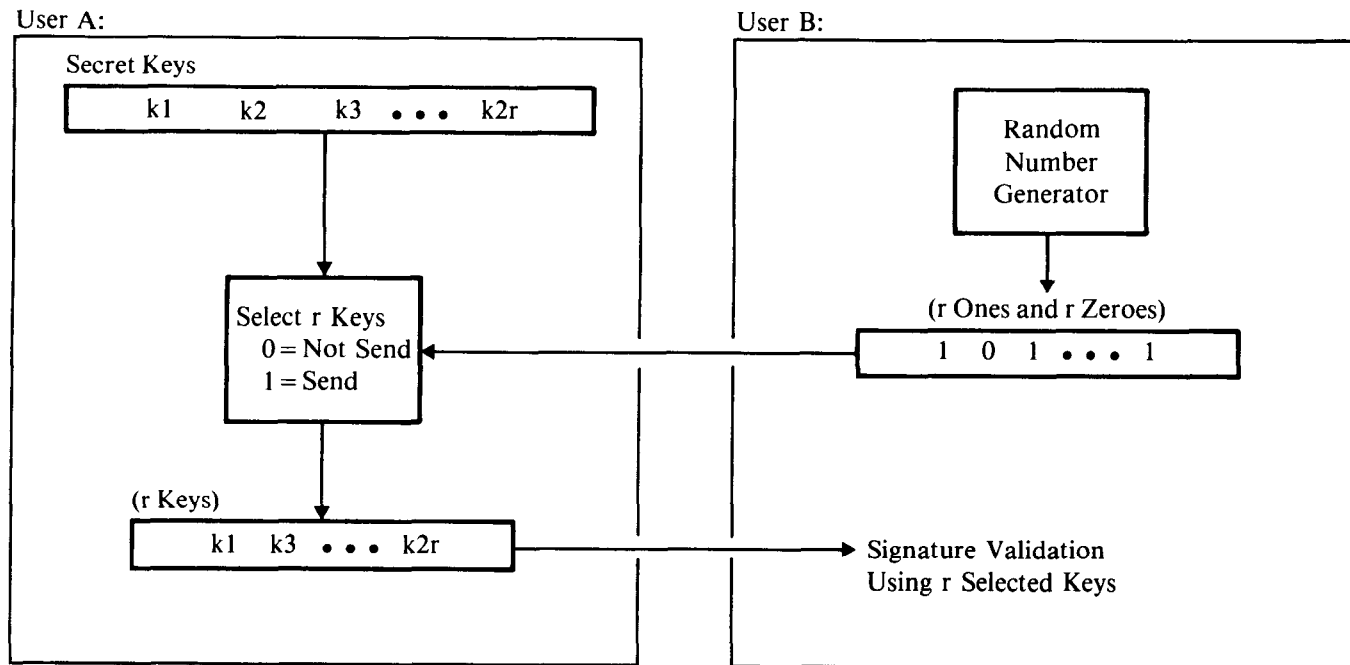 User A:
Secret Keys
k1 k2 k3 • • • k2r
Select r Keys
0 = Not Send
1 = Send
(r Keys)
k1 k3 • • • k2r
User B:
Random
Number
Generator
(r Ones and r Zeroes)
1 0 1 • • • 1
Signature Validation
Using r Selected Keys